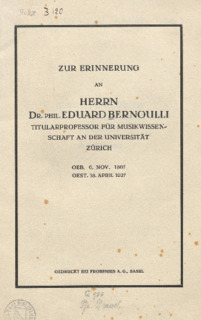 ZUR ERINNERUNG
AN
HERRN
DR. PHIL. EDUARD BERNOULLI
TITULARPROFESSOR FÜR MUSIKWISSEN-
SCHAFT AN DER UNIVERSITÄT
ZÜRICH
GEB. 6. NOV. 1867
GEST. 18. APRIL 1927
GEDRUCKT BEI FROBENIUS A. G., BASEL